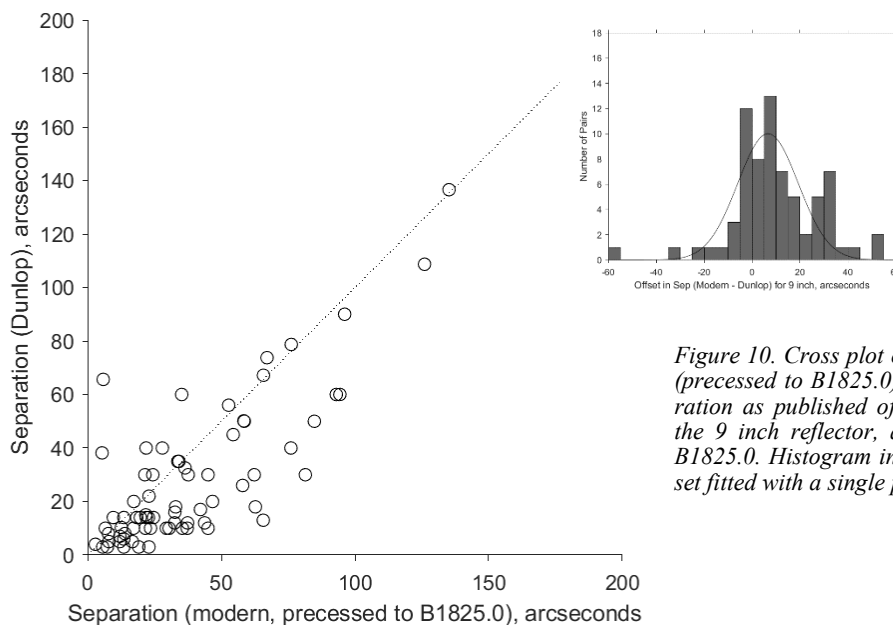 200
180
160
140
120
100
80
60
40
20
0
Separation (Dunlop), arcseconds
0 50 100 150 200
Separation (modern, precessed to B1825.0), arcseconds
18
16
14
12
10
8
6
4
2
0
Number of Pairs
-60 -40 -20 0 20 40 60
Offset in Sep (Modern - Dunlop) for 9 inch, arcseconds
Figure 10. Cross plot
(precessed to B1825.0)
ration as published of
the 9 inch reflector,
B1825.0. Histogram in
set fitted with a single